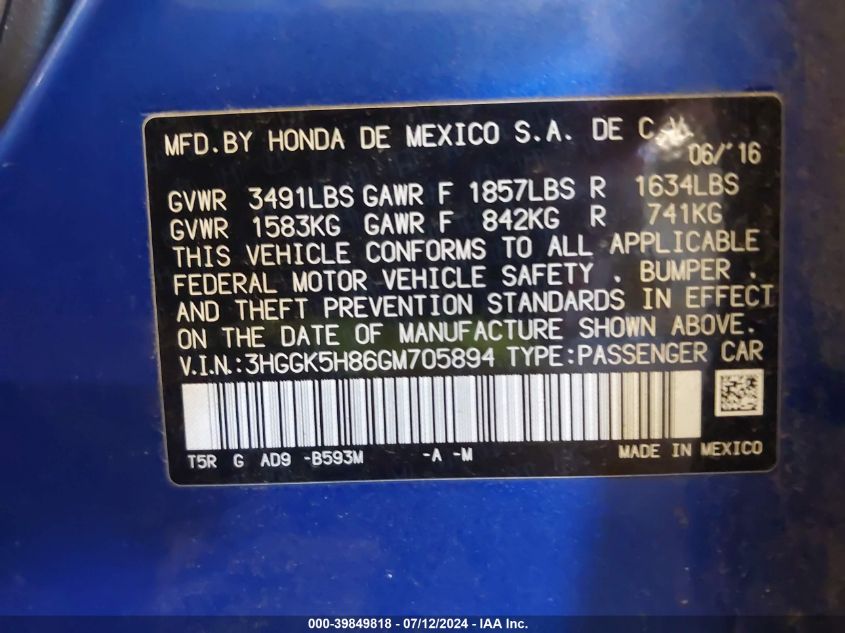 MFD.BY HONDA DE MEXICO S.A. DE C.V.
06/'16
GVWR 3491LBS GAWR F 1857LBS R 1634LBS
GVWR 1583KG GAWR F 842KG R 741KG
THIS VEHICLE CONFORMS TO ALL APPLICABLE
FEDERAL MOTOR VEHICLE SAFETY , BUMPER ,
AND THEFT PREVENTION STANDARDS IN EFFECT
ON THE DATE OF MANUFACTURE SHOWN ABOVE.
V.I.N.:3HGGK5H86GM705894 TYPE:PASSENGER CAR
T5R G AD9 -B593M -A -M MADE IN MEXICO
000-39849818 - 07/12/2024 - IAA Inc.